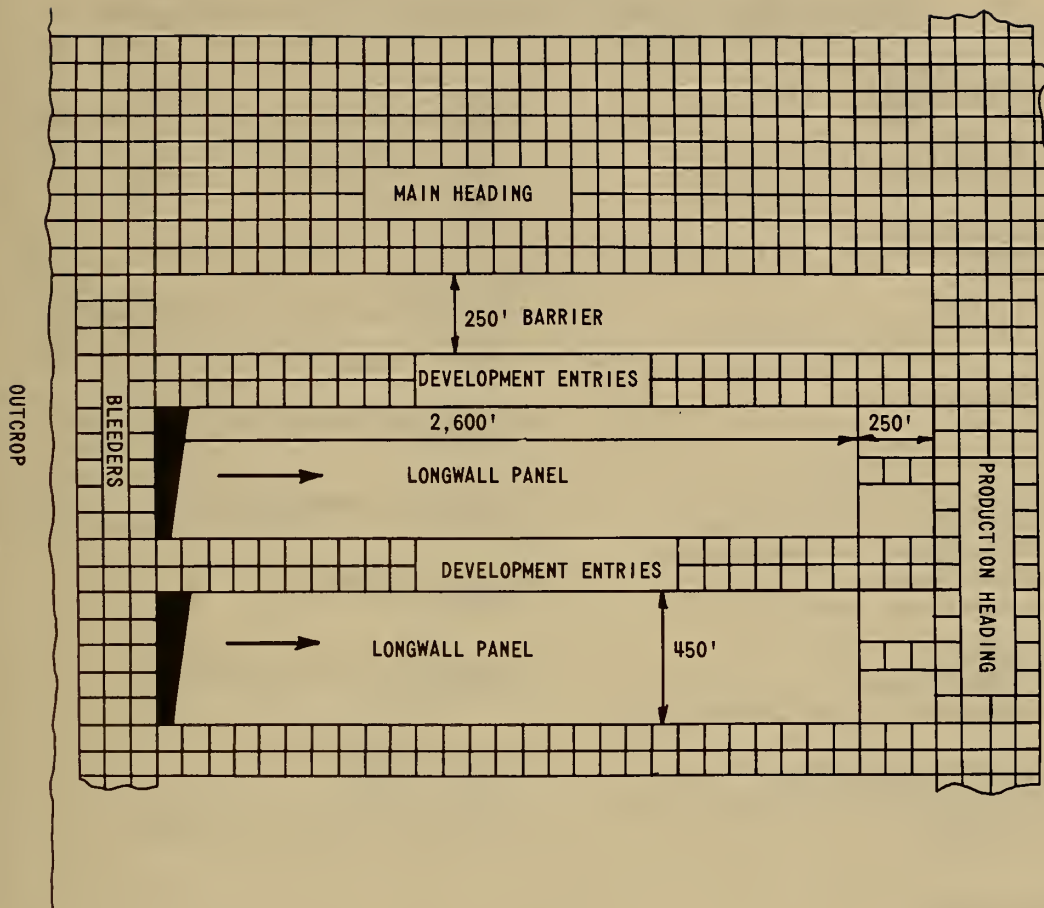 MAIN HEADING
250' BARRIER
DEVELOPMENT ENTRIES
2,600'
250'
LONGWALL PANEL
DEVELOPMENT ENTRIES
LONGWALL PANEL
450'
OUTCROP
BLEEDERS
PRODUCTION HEADING